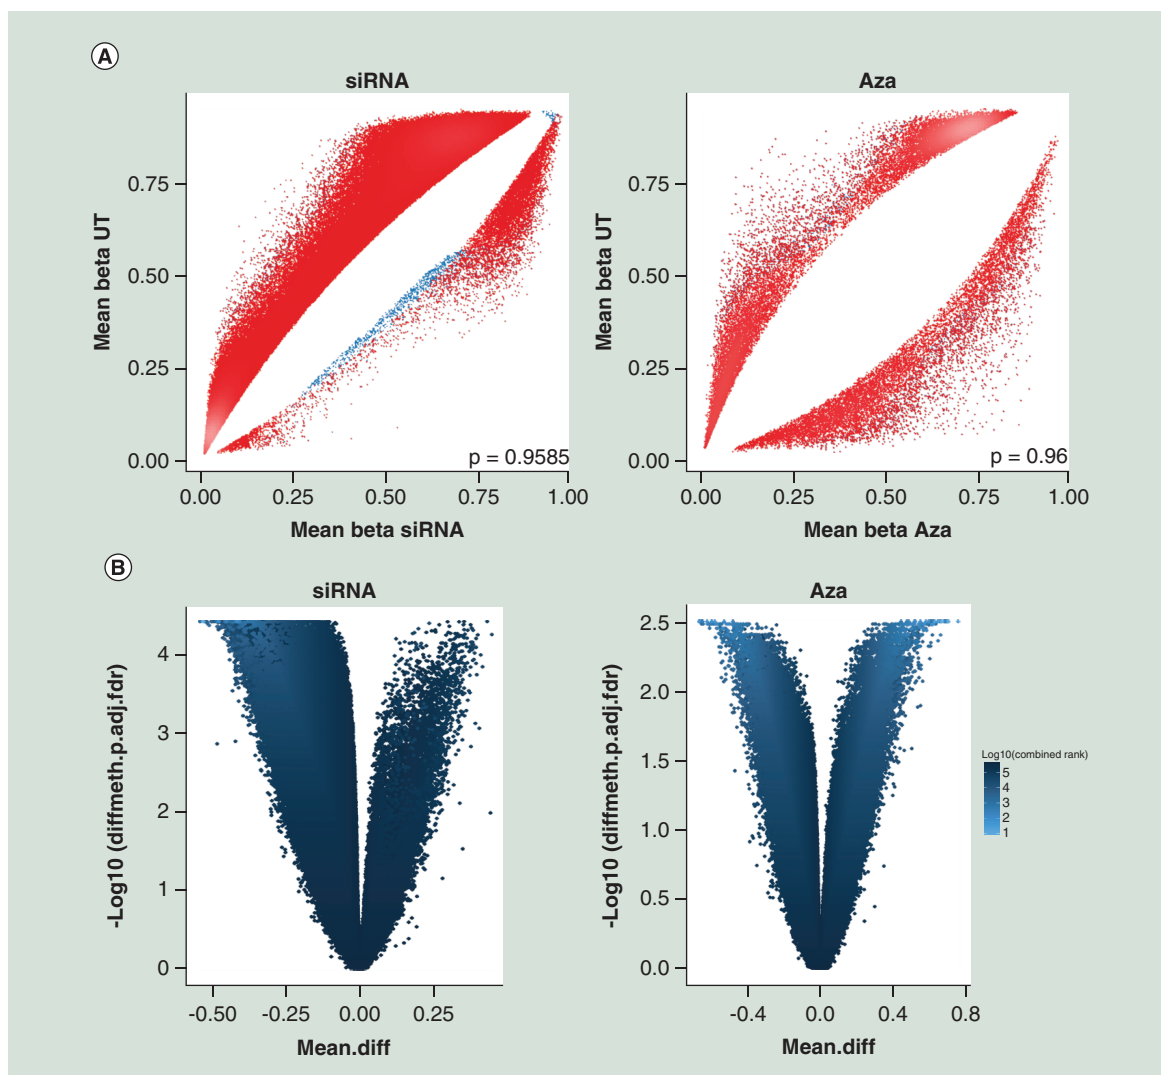 A
siRNA
Aza
Mean beta UT
0.75
0.50
0.25
0.00
p = 0.9585
0.00 0.25 0.50 0.75 1.00
Mean beta siRNA
Mean beta UT
0.75
0.50
0.25
0.00
p = 0.96
0.00 0.25 0.50 0.75 1.00
Mean beta Aza
B
siRNA
Aza
-Log10 (diffmeth.p.adj.fdr)
4
3
2
1
0
-0.50 -0.25 0.00 0.25
Mean.diff
-Log10 (diffmeth.p.adj.fdr)
2.5
2.0
1.5
1.0
0.5
0.0
-0.4 0.0 0.4 0.8
Mean.diff
Log10(combined rank)
5
4
3
2
1